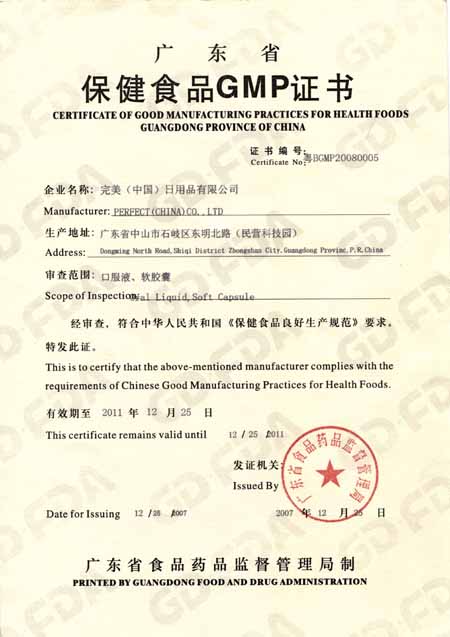 广东省
保健食品GMP证书
CERTIFICATE OF GOOD MANUFACTURING PRACTICES FOR HEALTH FOODS
GUANGDONG PROVINCE OF CHINA
证书编号:
Certificate No: 粤BGMP20080005
企业名称: 完美(中国)日用品有限公司
Manufacturer: PERFECT(CHINA)CO.,LTD
生产地址: 广东省中山市石岐区东明北路(民营科技园)
Address: Dongming North Road,Shiqi District Zhongshan City,Guangdong Provinc,P.R.China
审查范围: 口服液、软胶囊
Scope of Inspection Liquid,Soft Capsule
经审查,符合中华人民共和国《保健食品良好生产规范》要求。
特发此证。
This is to certify that the above-mentioned manufacturer complies with the
requirements of Chinese Good Manufacturing Practices for Health Foods.
有效期至 2011 年 12 月 25 日
This certificate remains valid until 12 /25 /2011
发证机关:
Issued By
广东省食品药品监督管理局
Date for Issuing 12 /25 /2007
2007 年 12 月 25 日
广东省食品药品监督管理局制
PRINTED BY GUANGDONG FOOD AND DRUG ADMINISTRATION
GDFDA